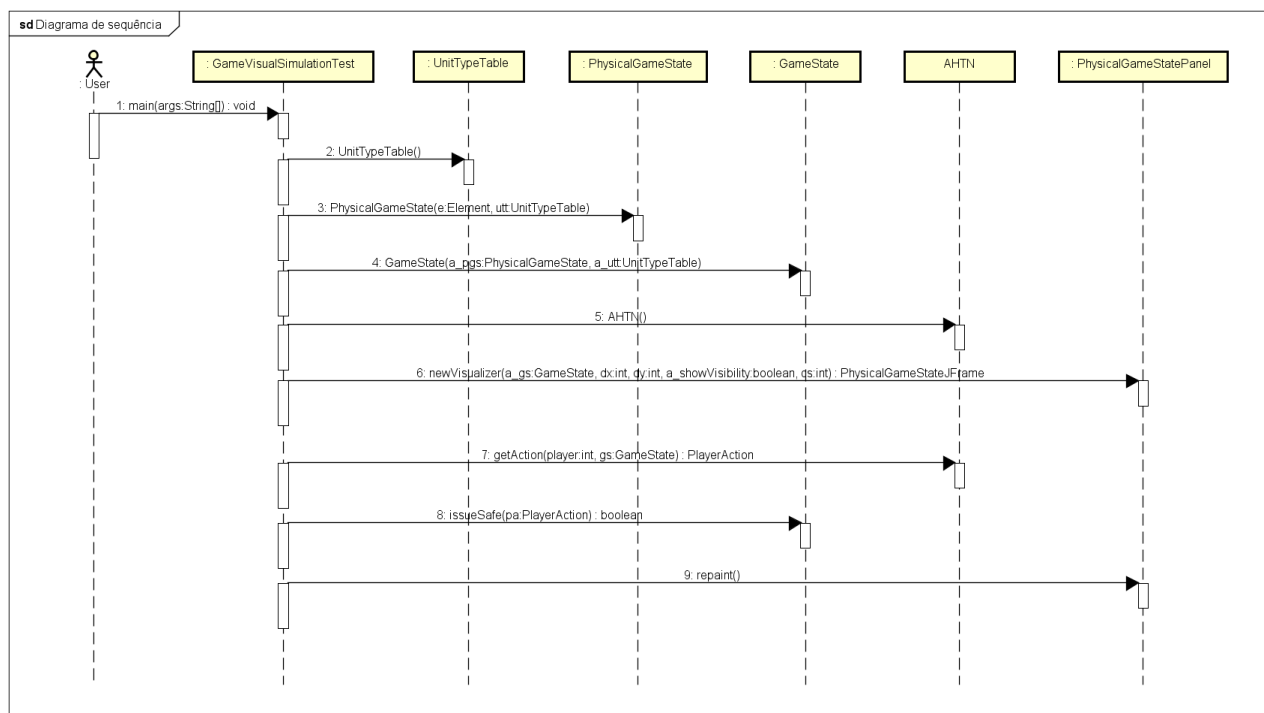 sd Diagrama de sequência
: User
: GameVisualSimulationTest
: UnitTypeTable
: PhysicalGameState
: GameState
AHTN
: PhysicalGameStatePanel
1: main(args:String[]) : void
2: UnitTypeTable()
3: PhysicalGameState(e:Element, utt:UnitTypeTable)
4: GameState(a_pgs:PhysicalGameState, a_utt:UnitTypeTable)
5: AHTN()
6: newVisualizer(a_gs:GameState, dx:int, dy:int, a_showVisibility:boolean, cs:int) : PhysicalGameStateJFrame
7: getAction(player:int, gs:GameState) : PlayerAction
8: issueSafe(pa:PlayerAction) : boolean
9: repaint()